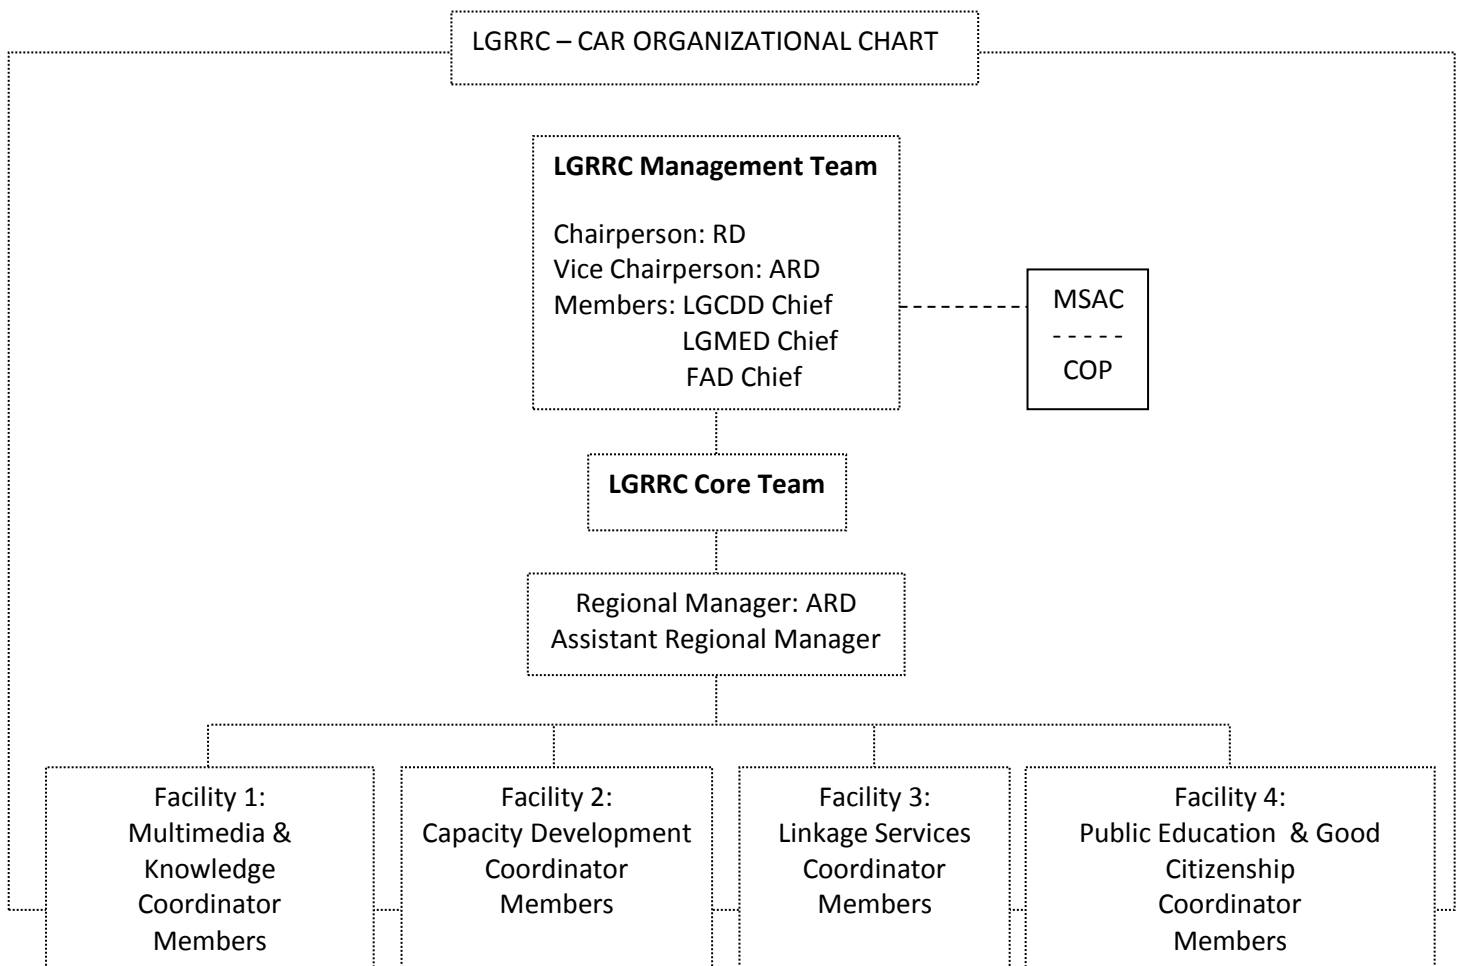 LGRRC – CAR ORGANIZATIONAL CHART
LGRRC Management Team
Chairperson: RD
Vice Chairperson: ARD
Members: LGCDD Chief
LGMED Chief
FAD Chief
MSAC
- - - - -
COP
LGRRC Core Team
Regional Manager: ARD
Assistant Regional Manager
Facility 1:
Multimedia &
Knowledge
Coordinator
Members
Facility 2:
Capacity Development
Coordinator
Members
Facility 3:
Linkage Services
Coordinator
Members
Facility 4:
Public Education  & Good
Citizenship
Coordinator
Members